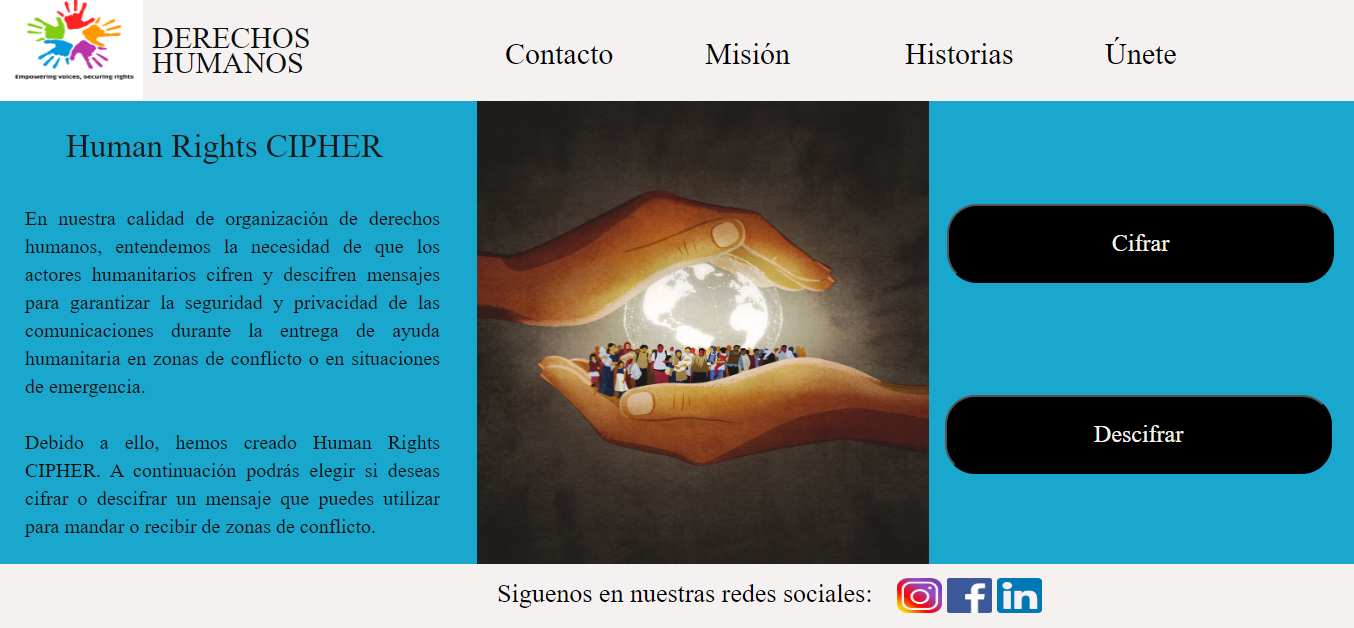 Empowering voices, securing rights
DERECHOS
HUMANOS
Contacto
Misión
Historias
Únete
Human Rights CIPHER
En nuestra calidad de organización de derechos
humanos, entendemos la necesidad de que los
actores humanitarios cifren y descifren mensajes
para garantizar la seguridad y privacidad de las
comunicaciones durante la entrega de ayuda
humanitaria en zonas de conflicto o en situaciones
de emergencia.
Debido a ello, hemos creado Human Rights
CIPHER. A continuación podrás elegir si deseas
cifrar o descifrar un mensaje que puedes utilizar
para mandar o recibir de zonas de conflicto.
Cifrar
Descifrar
Siguenos en nuestras redes sociales: